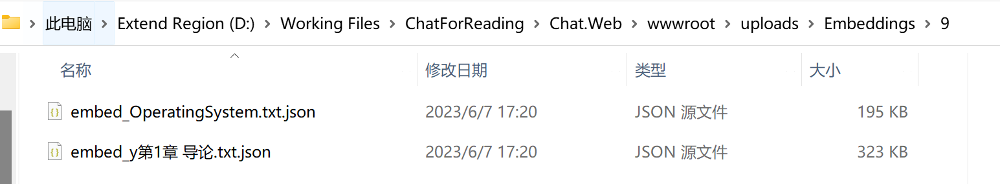 此电脑 > Extend Region (D:) > Working Files > ChatForReading > Chat.Web > wwwroot > uploads > Embeddings > 9
名称 修改日期 类型 大小
embed_OperatingSystem.txt.json 2023/6/7 17:20 JSON 源文件 195 KB
embed_y第1章 导论.txt.json 2023/6/7 17:20 JSON 源文件 323 KB